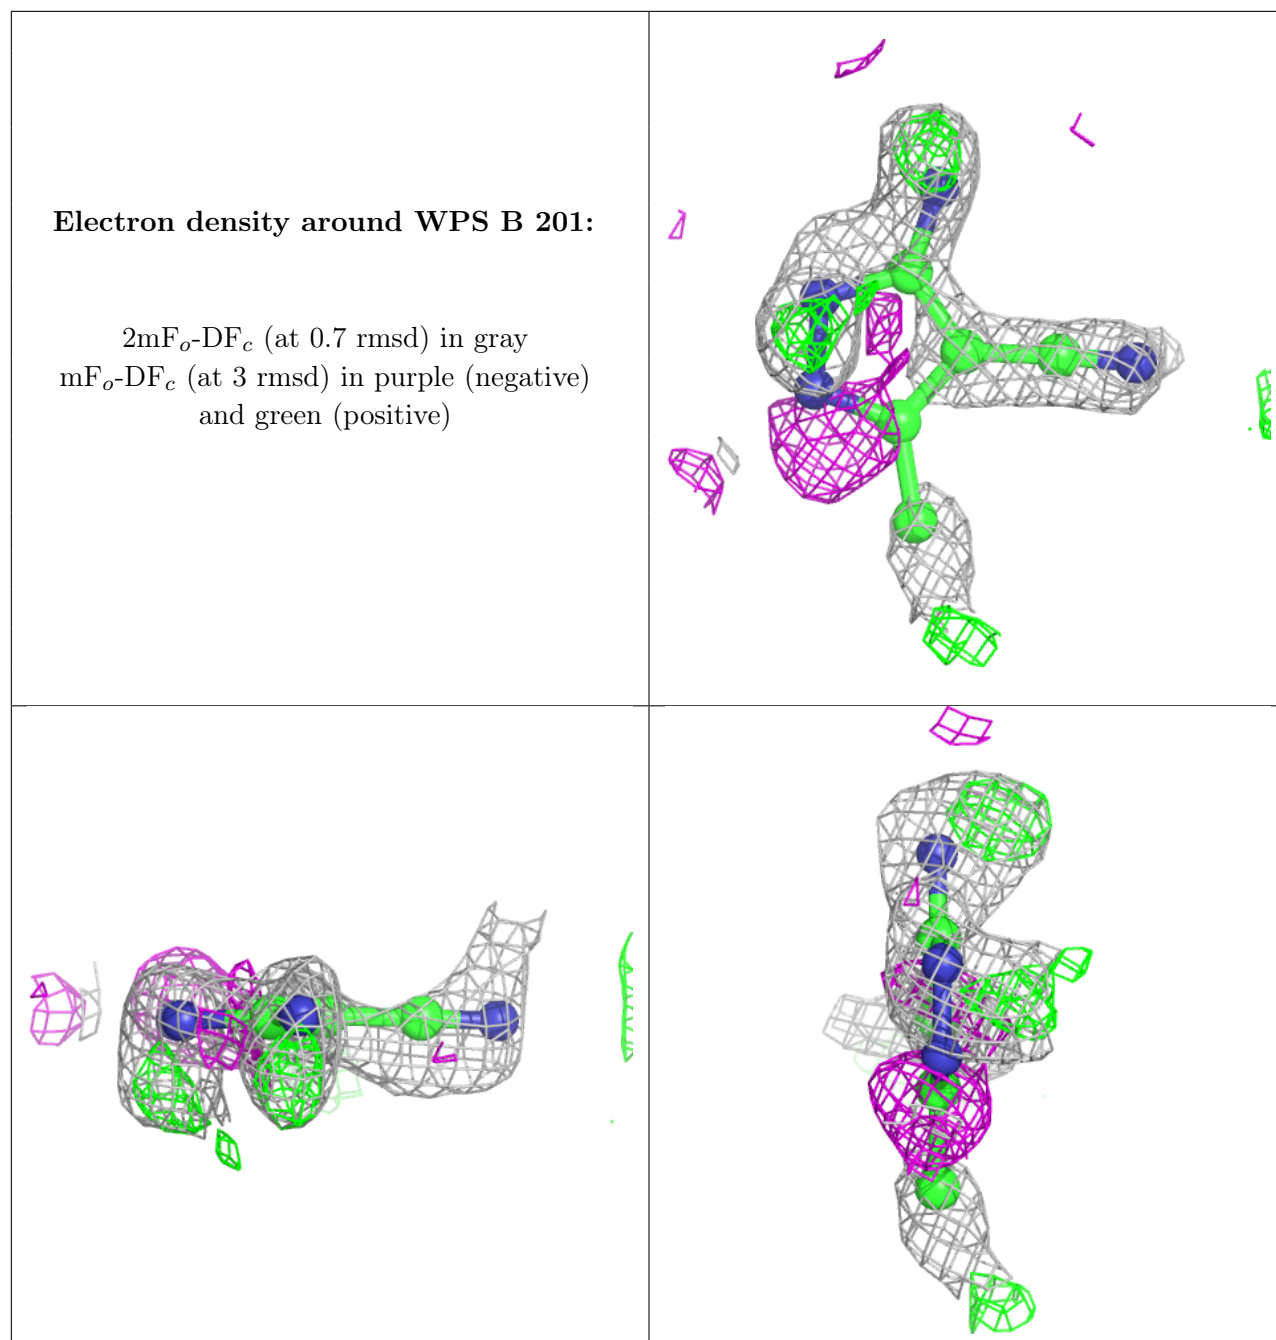 Electron density around WPS B 201:
2mFo-DFc (at 0.7 rmsd) in gray
mFo-DFc (at 3 rmsd) in purple (negative)
and green (positive)